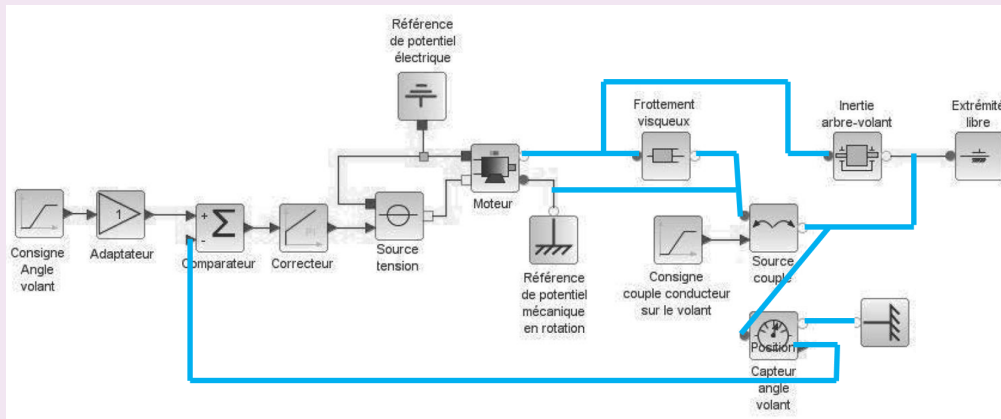 Référence
de potentiel
électrique
Frottement
visqueux
Inertie
arbre-volant
Extrémité
libre
Moteur
1
+
-
Σ
PI
Consigne
Angle
volant
Adaptateur
Comparateur
Correcteur
Source
tension
Référence
de potentiel
mécanique
en rotation
Consigne
couple conducteur
sur le volant
Source
couple
Position
Capteur
angle
volant